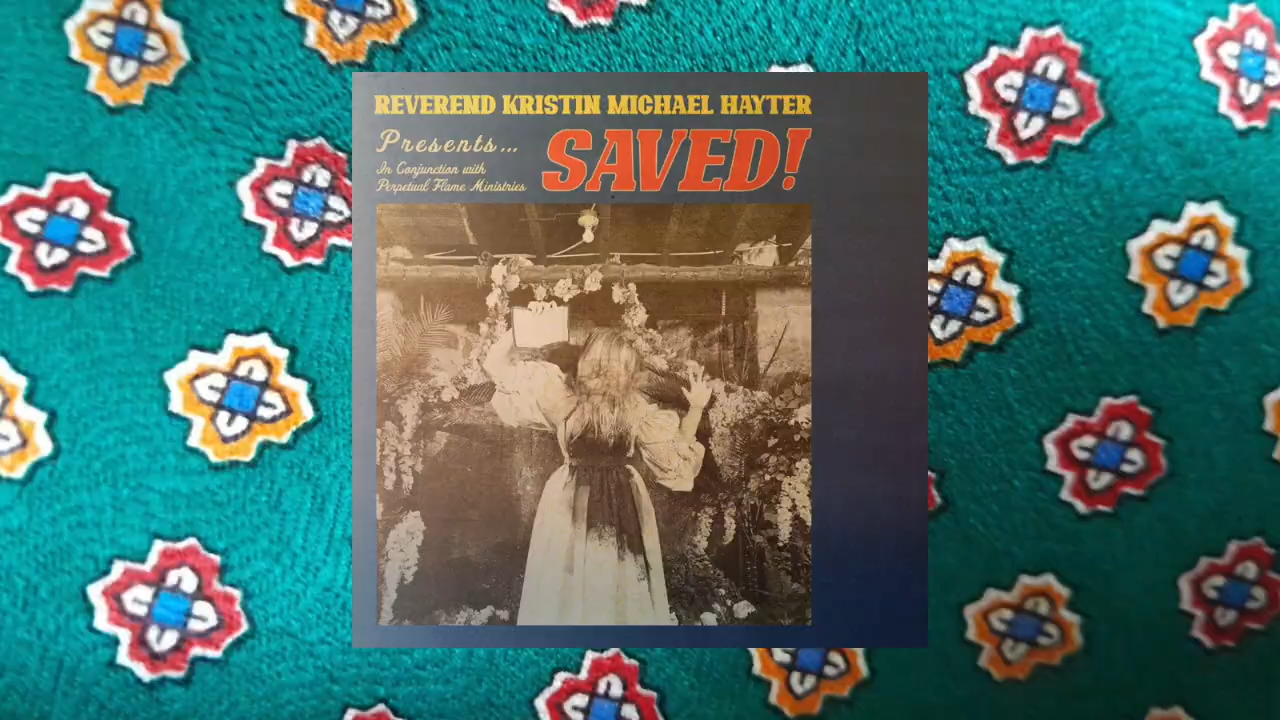 REVEREND KRISTIN MICHAEL HAYTER
Presents...
SAVED!
In Conjunction with
Perpetual Flame Ministries